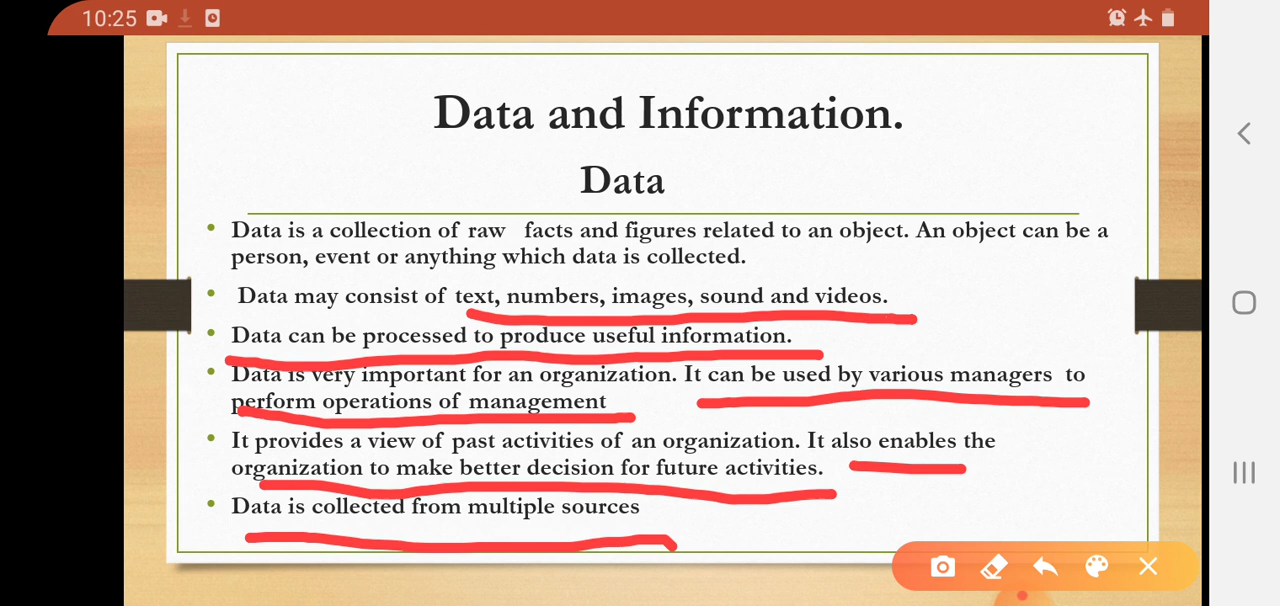 10:25
Data and Information.
Data
• Data is a collection of raw facts and figures related to an object. An object can be a
person, event or anything which data is collected.
• Data may consist of text, numbers, images, sound and videos.
• Data can be processed to produce useful information.
• Data is very important for an organization. It can be used by various managers to
perform operations of management
• It provides a view of past activities of an organization. It also enables the
organization to make better decision for future activities.
• Data is collected from multiple sources